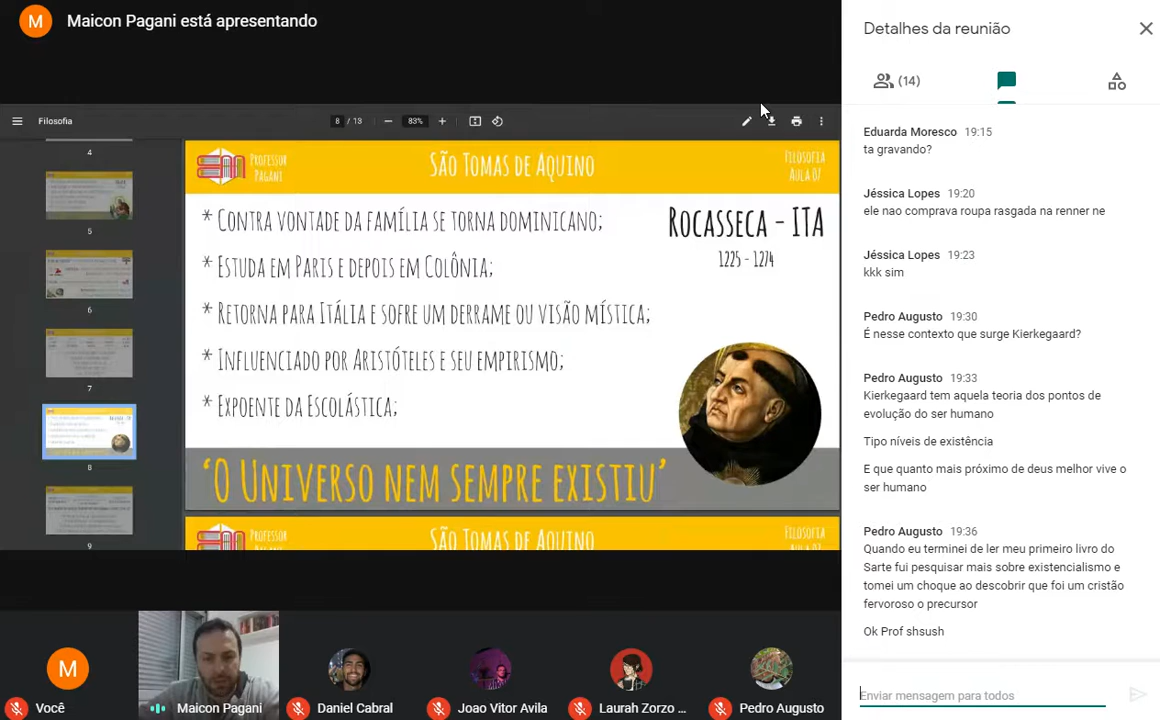 M
Maicon Pagani está apresentando
Filosofia
8 / 13
83%
4
5
6
7
8
9
Professor
Pagani
São Tomas de Aquino
Filosofia
Aula 07
* Contra vontade da família se torna dominicano;
* Estuda em Paris e depois em Colônia;
* Retorna para Itália e sofre um derrame ou visão mística;
* Influenciado por Aristóteles e seu empirismo;
* Expoente da Escolástica;
Rocasseca - ITA
1225 - 1274
'O Universo nem sempre existiu'
Professor
São Tomas de Aquino
Filosofia
M
Você
Maicon Pagani
Daniel Cabral
Joao Vitor Avila
Laurah Zorzo ...
Pedro Augusto
Detalhes da reunião
(14)
Eduarda Moresco 19:15
ta gravando?
Jéssica Lopes 19:20
ele nao comprava roupa rasgada na renner ne
Jéssica Lopes 19:23
kkk sim
Pedro Augusto 19:30
É nesse contexto que surge Kierkegaard?
Pedro Augusto 19:33
Kierkegaard tem aquela teoria dos pontos de
evolução do ser humano
Tipo níveis de existência
E que quanto mais próximo de deus melhor vive o
ser humano
Pedro Augusto 19:36
Quando eu terminei de ler meu primeiro livro do
Sarte fui pesquisar mais sobre existencialismo e
tomei um choque ao descobrir que foi um cristão
fervoroso o precursor
Ok Prof shsush
Enviar mensagem para todos